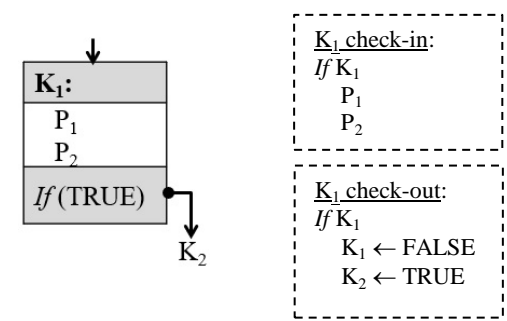 K₁:
P₁
P₂
If (TRUE)
K₂
K₁ check-in:
If K₁
P₁
P₂
K₁ check-out:
If K₁
K₁ ← FALSE
K₂ ← TRUE